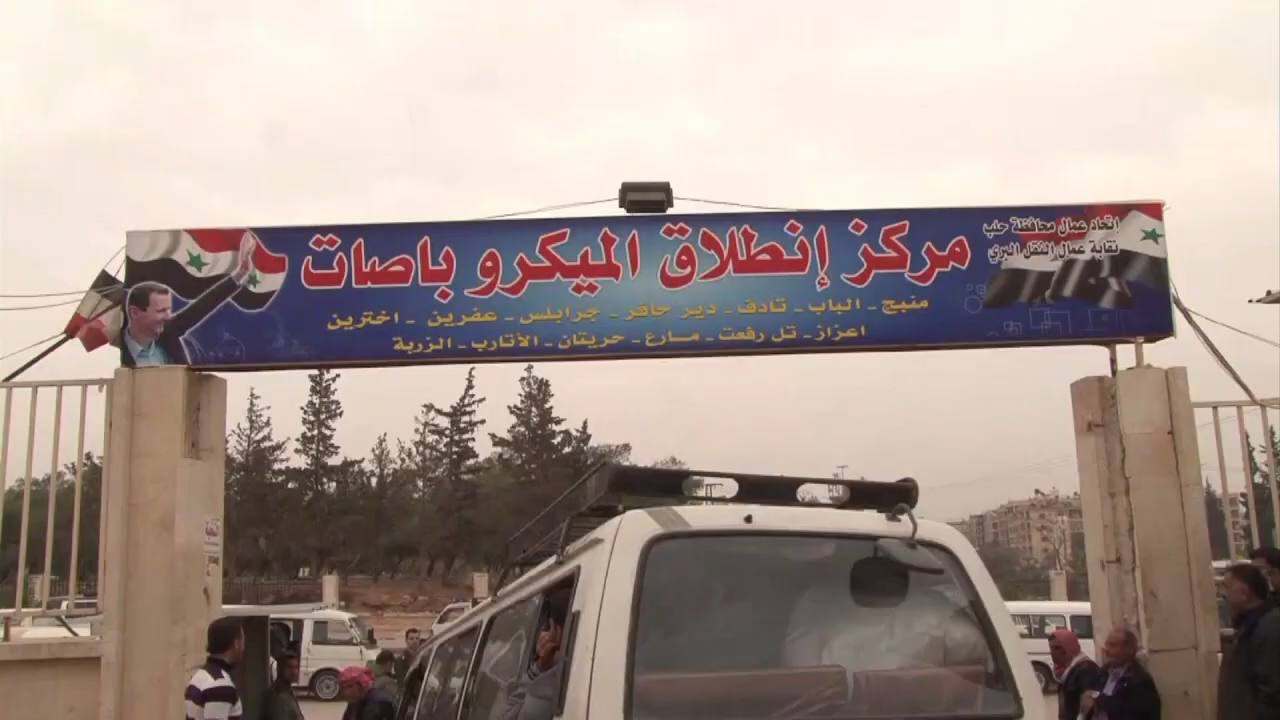 مركز إنطلاق الميكرو باصات
إتحاد عمال محافظة حلب
نقابة عمال النقل البري
منبج - الباب - تادف - دير حافر - جرابلس - عفرين - اخترين
اعزاز - تل رفعت - مارع - حريتان - الأتارب - الزربة